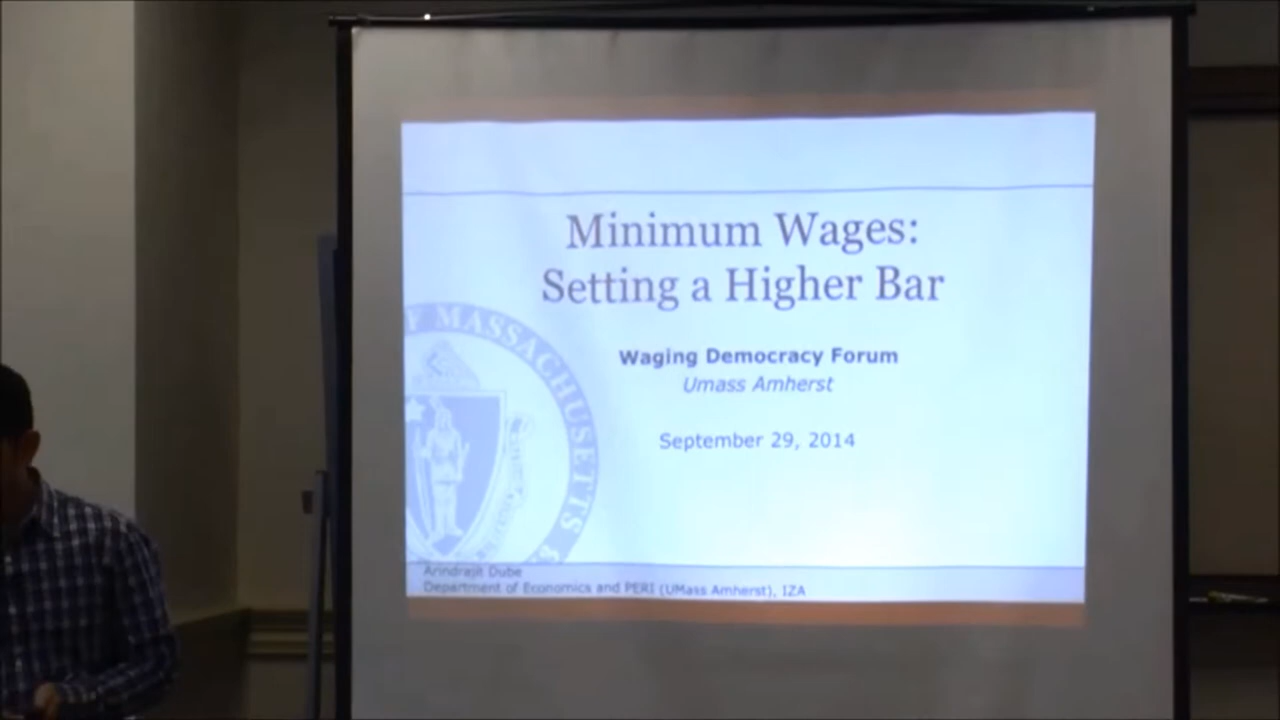 Minimum Wages:
Setting a Higher Bar
F MASSACHUSETTS &
Waging Democracy Forum
Umass Amherst
September 29, 2014
Arindrajit Dube
Department of Economics and PERI (UMass Amherst), IZA